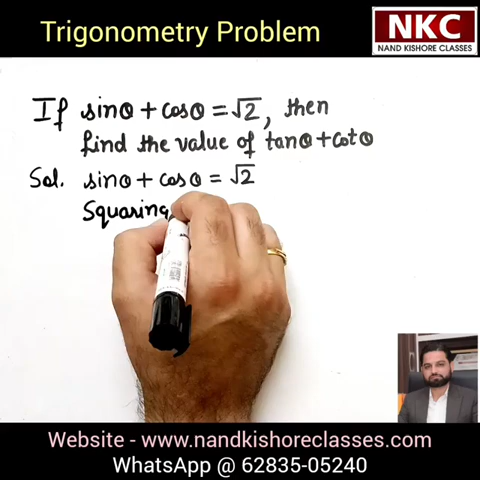 Trigonometry Problem
NKC
NAND KISHORE CLASSES
If sinθ + cosθ = √2, then
find the value of tanθ + cotθ
Sol. sinθ + cosθ = √2
Squaring
Website - www.nandkishoreclasses.com
WhatsApp @ 62835-05240